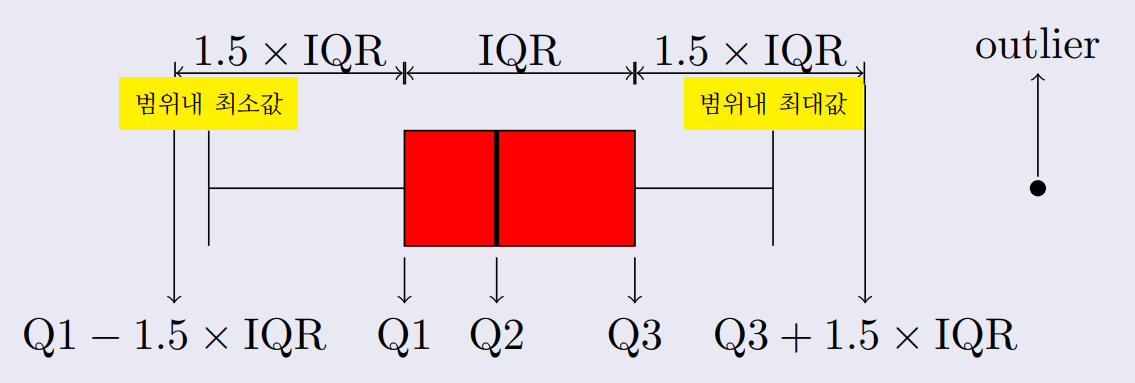 1.5 × IQR IQR 1.5 × IQR outlier
범위내 최소값 범위내 최대값
Q1 − 1.5 × IQR Q1 Q2 Q3 Q3 + 1.5 × IQR